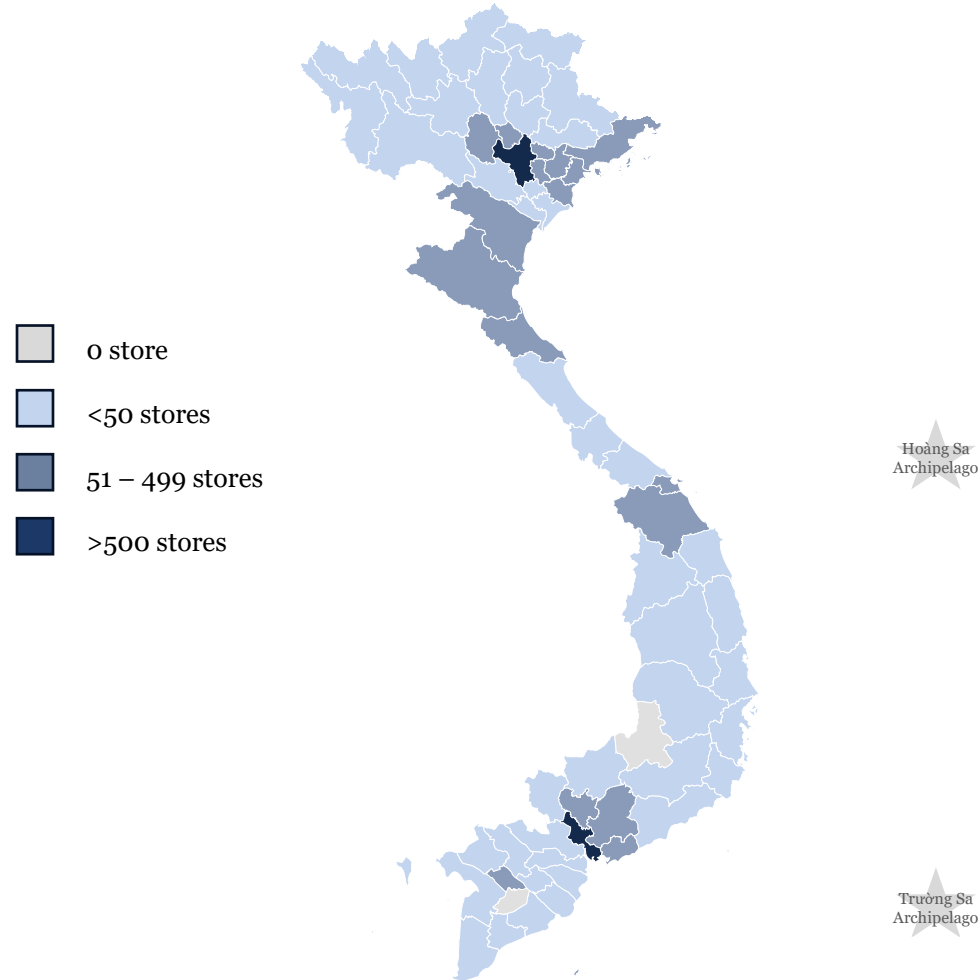 0 store
<50 stores
51 – 499 stores
>500 stores
Hoàng Sa
Archipelago
Trường Sa
Archipelago